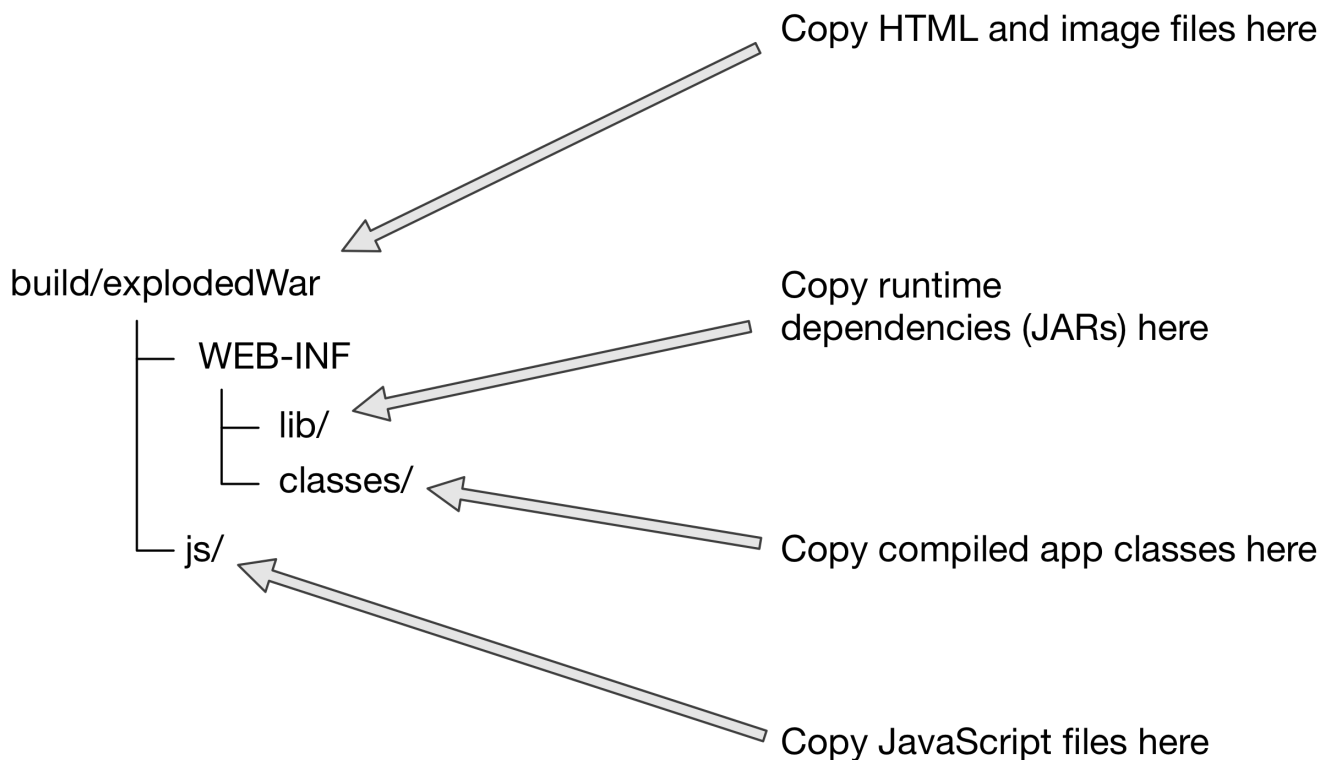 Copy HTML and image files here
build/explodedWar
Copy runtime
dependencies (JARs) here
WEB-INF
lib/
classes/
Copy compiled app classes here
js/
Copy JavaScript files here